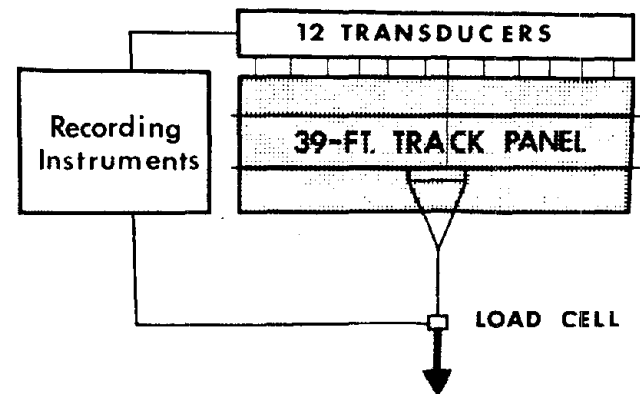 12 TRANSDUCERS
Recording
Instruments
39-FT. TRACK PANEL
LOAD CELL